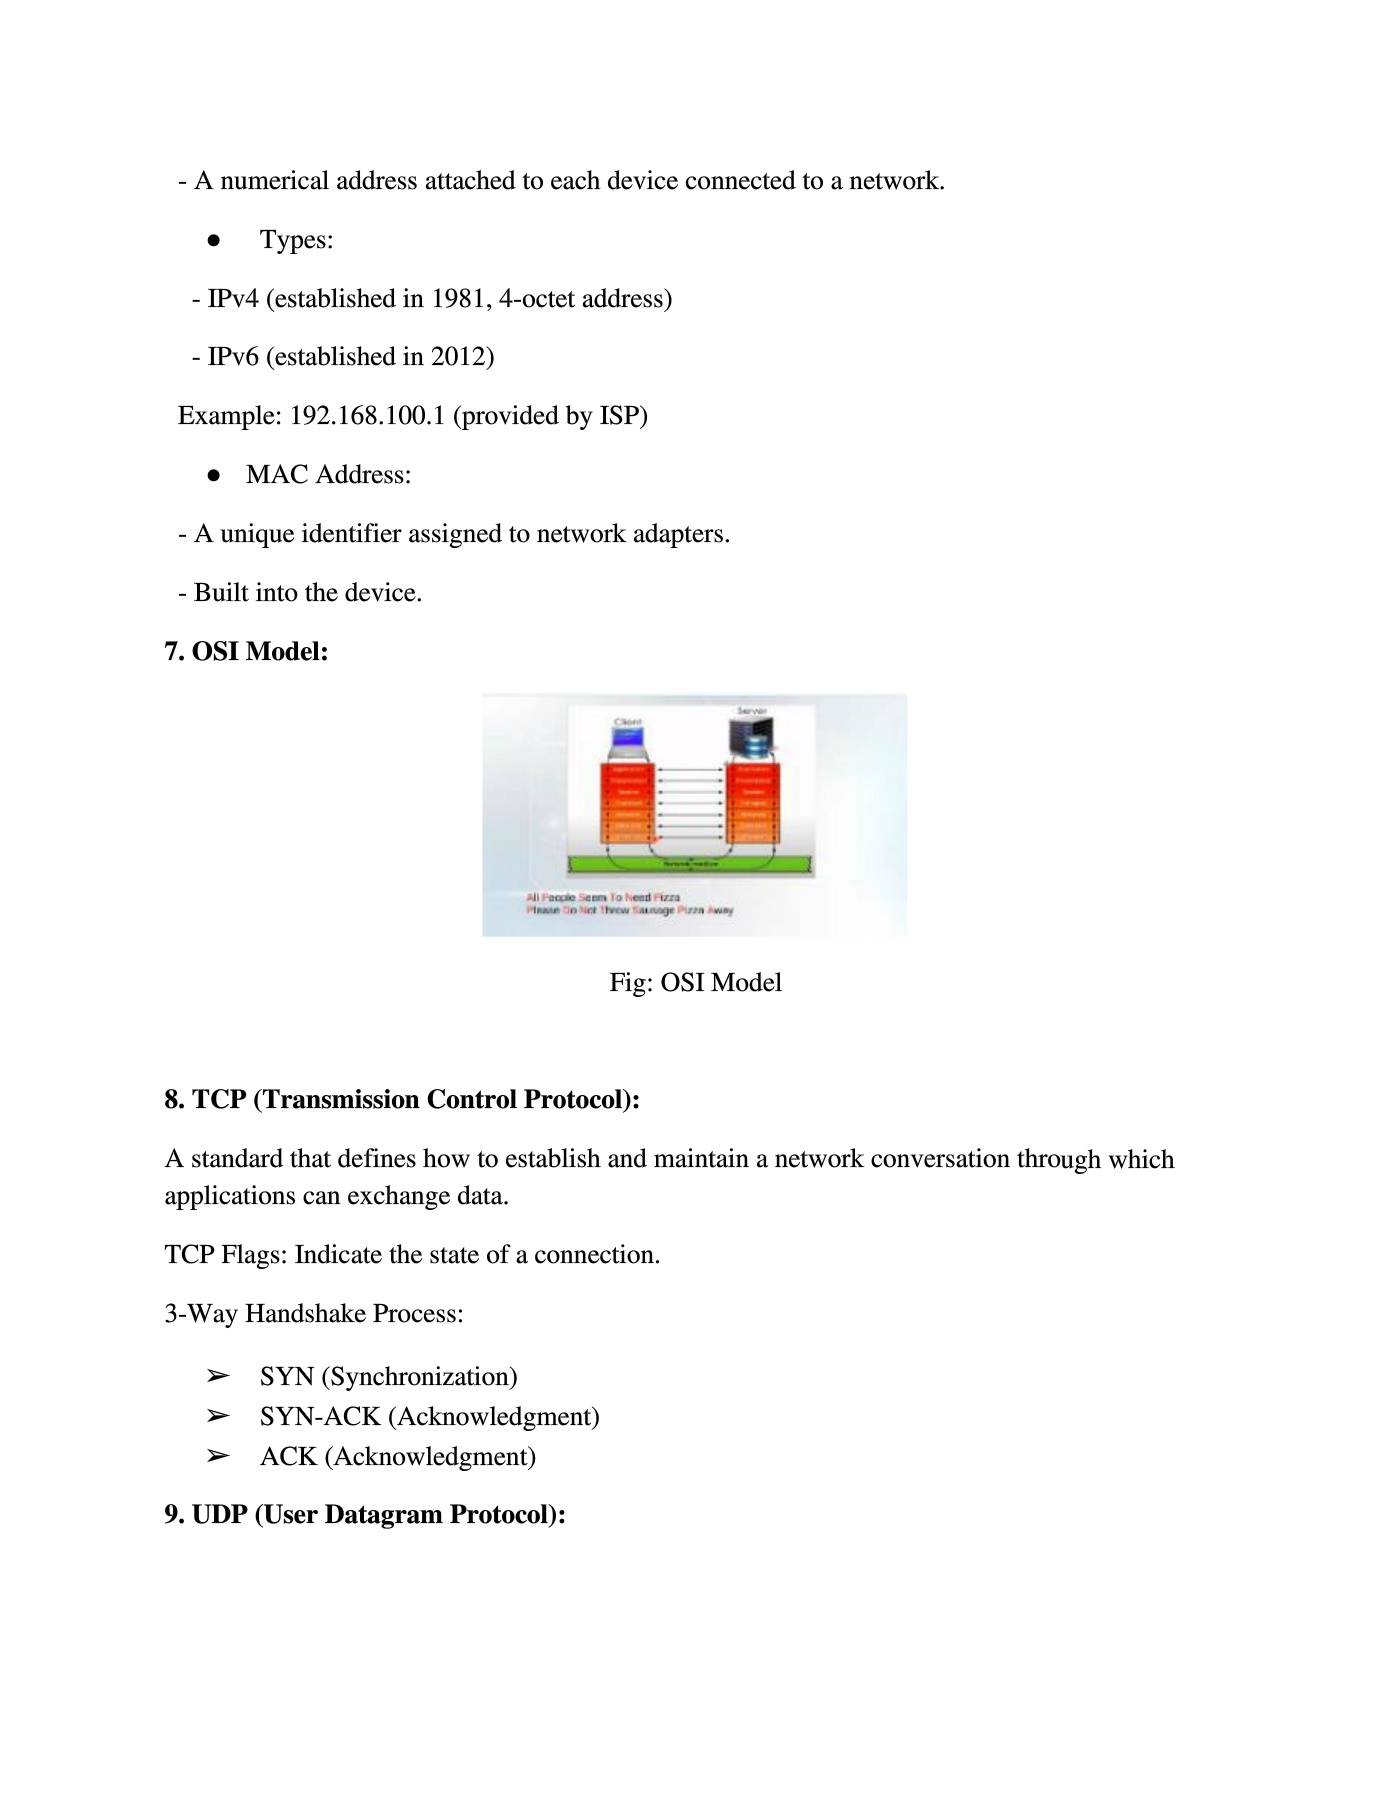 - A numerical address attached to each device connected to a network.
● Types:
- IPv4 (established in 1981, 4-octet address)
- IPv6 (established in 2012)
Example: 192.168.100.1 (provided by ISP)
● MAC Address:
- A unique identifier assigned to network adapters.
- Built into the device.
7. OSI Model:
Client
Server
All People Seem To Need Pizza
Please Do Not Throw Sausage Pizza Away
Fig: OSI Model
8. TCP (Transmission Control Protocol):
A standard that defines how to establish and maintain a network conversation through which
applications can exchange data.
TCP Flags: Indicate the state of a connection.
3-Way Handshake Process:
➢ SYN (Synchronization)
➢ SYN-ACK (Acknowledgment)
➢ ACK (Acknowledgment)
9. UDP (User Datagram Protocol):